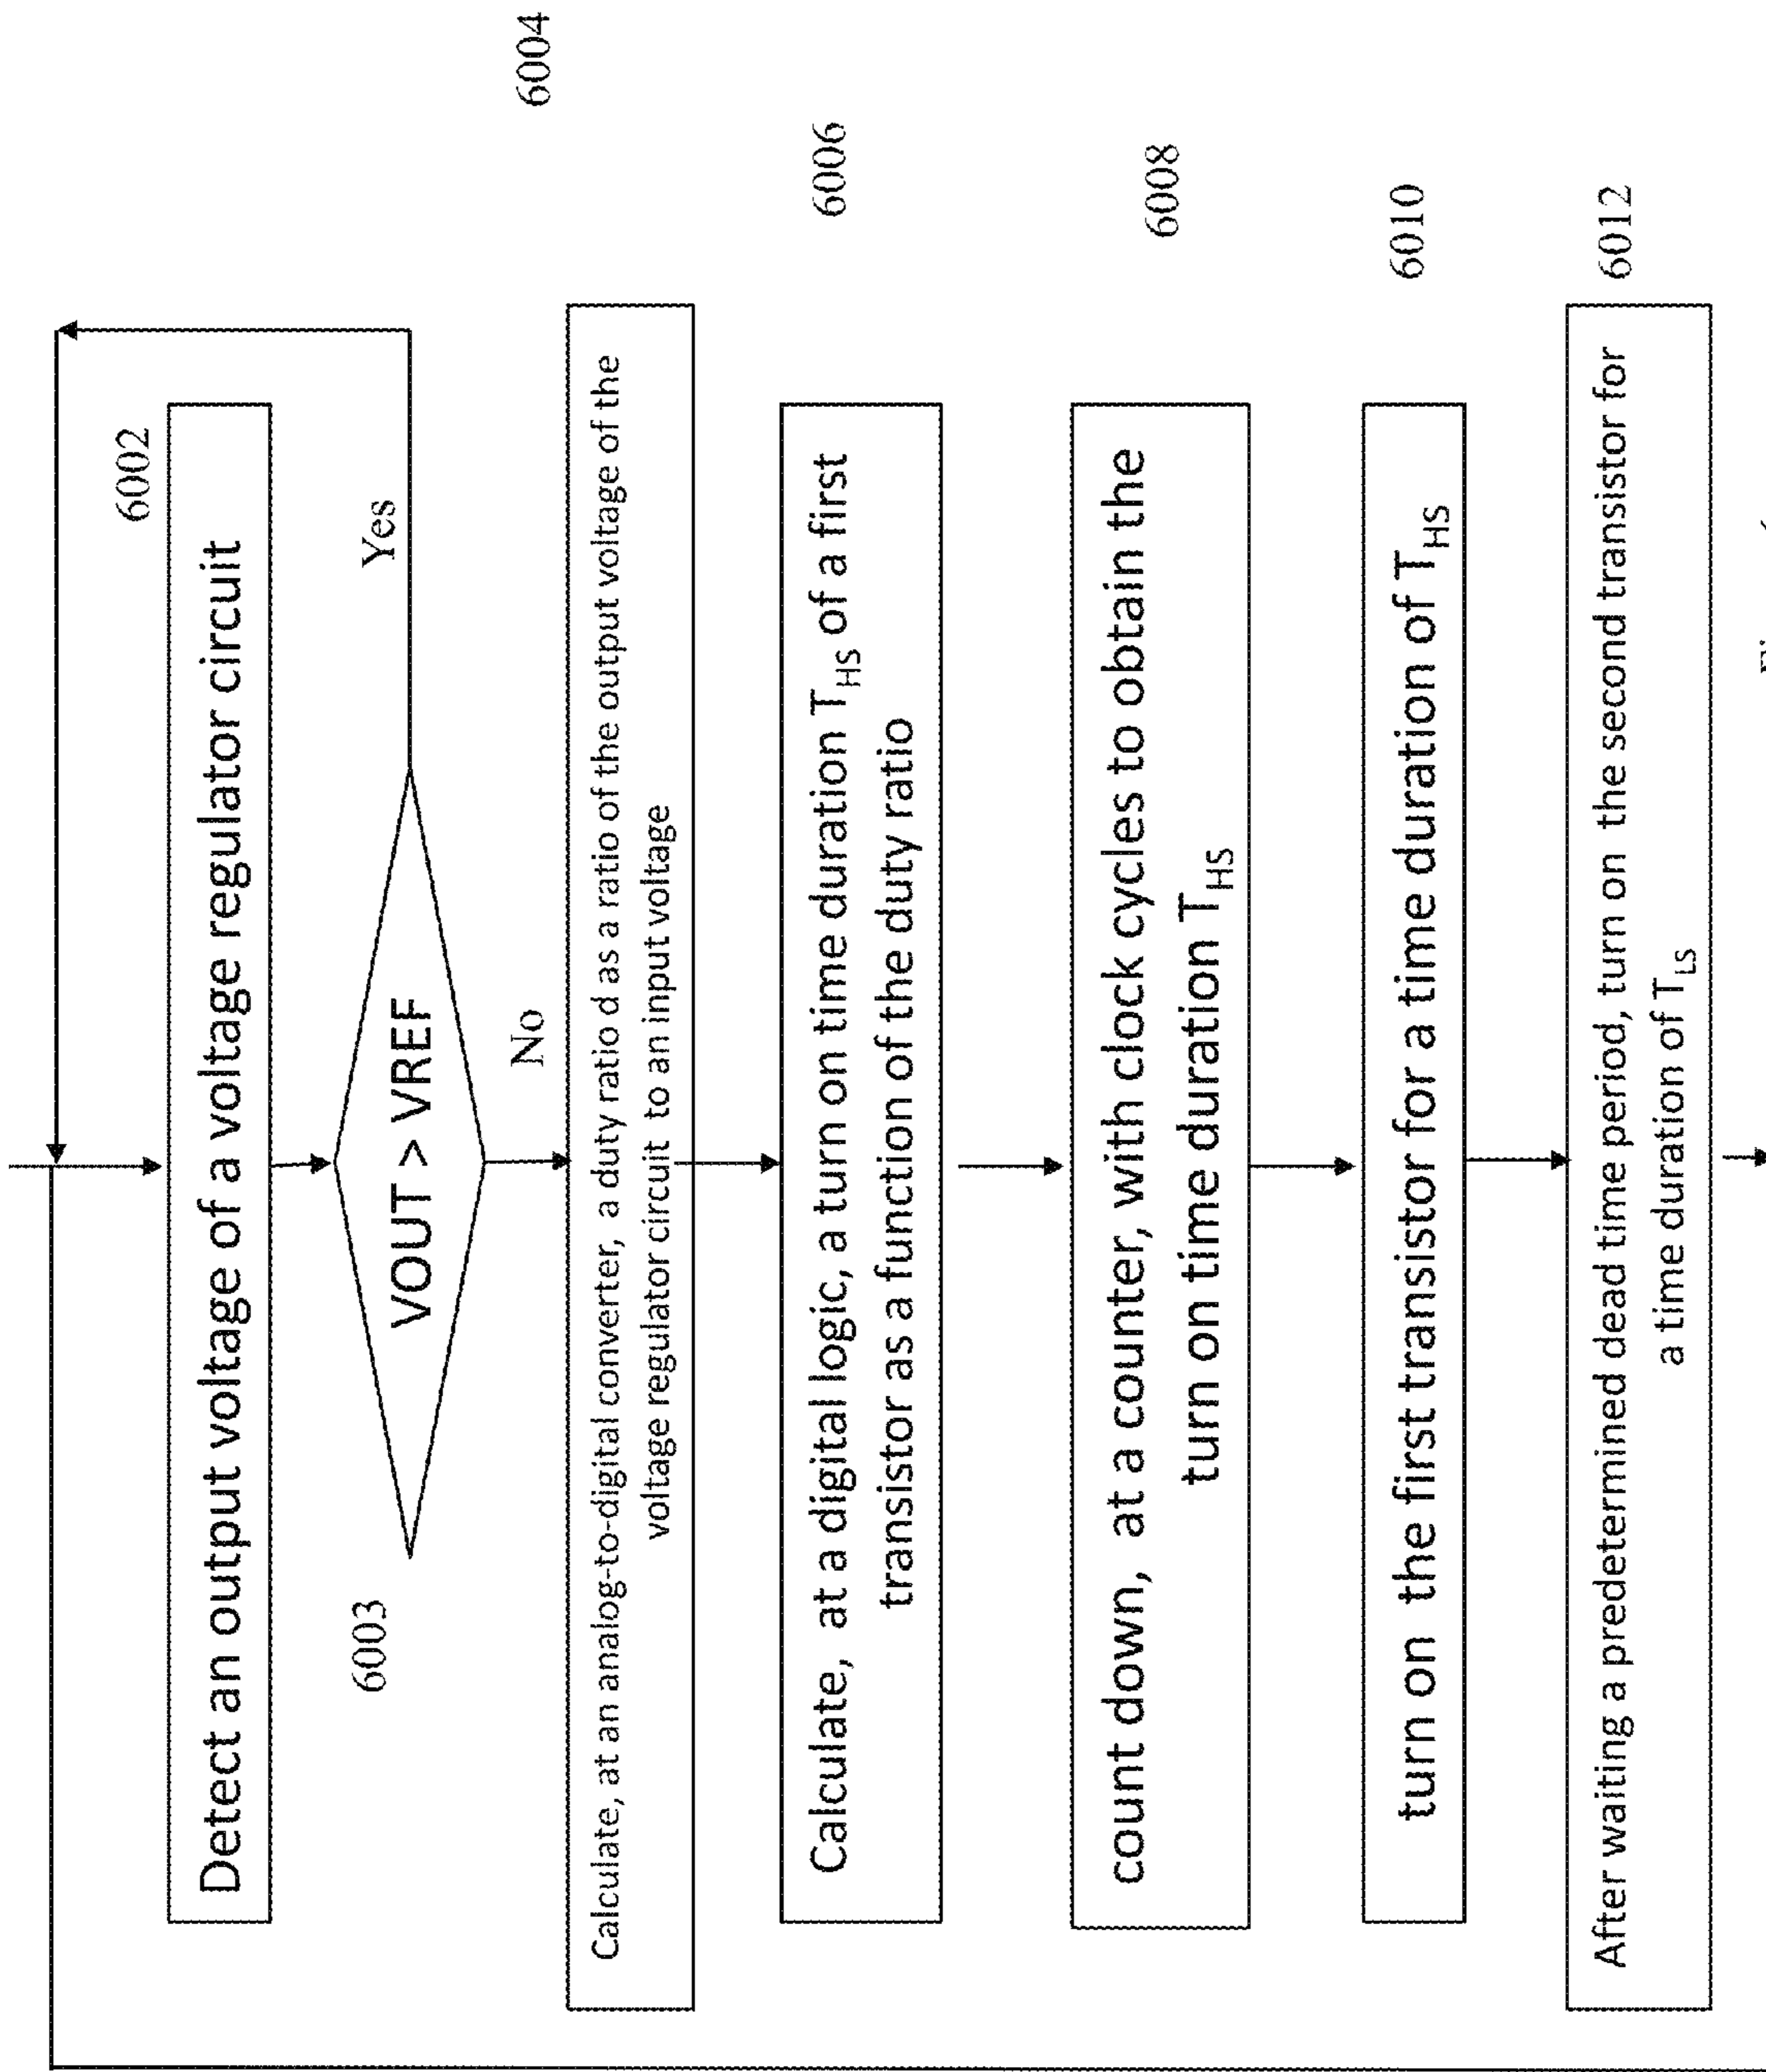 6002
Detect an output voltage of a voltage regulator circuit
6003
VOUT > VREF
Yes
No
6004
Calculate, at an analog-to-digital converter, a duty ratio d as a ratio of the output voltage of the
voltage regulator circuit to an input voltage
6006
Calculate, at a digital logic, a turn on time duration T_HS of a first
transistor as a function of the duty ratio
6008
count down, at a counter, with clock cycles to obtain the
turn on time duration T_HS
6010
turn on the first transistor for a time duration of T_HS
6012
After waiting a predetermined dead time period, turn on the second transistor for
a time duration of T_LS